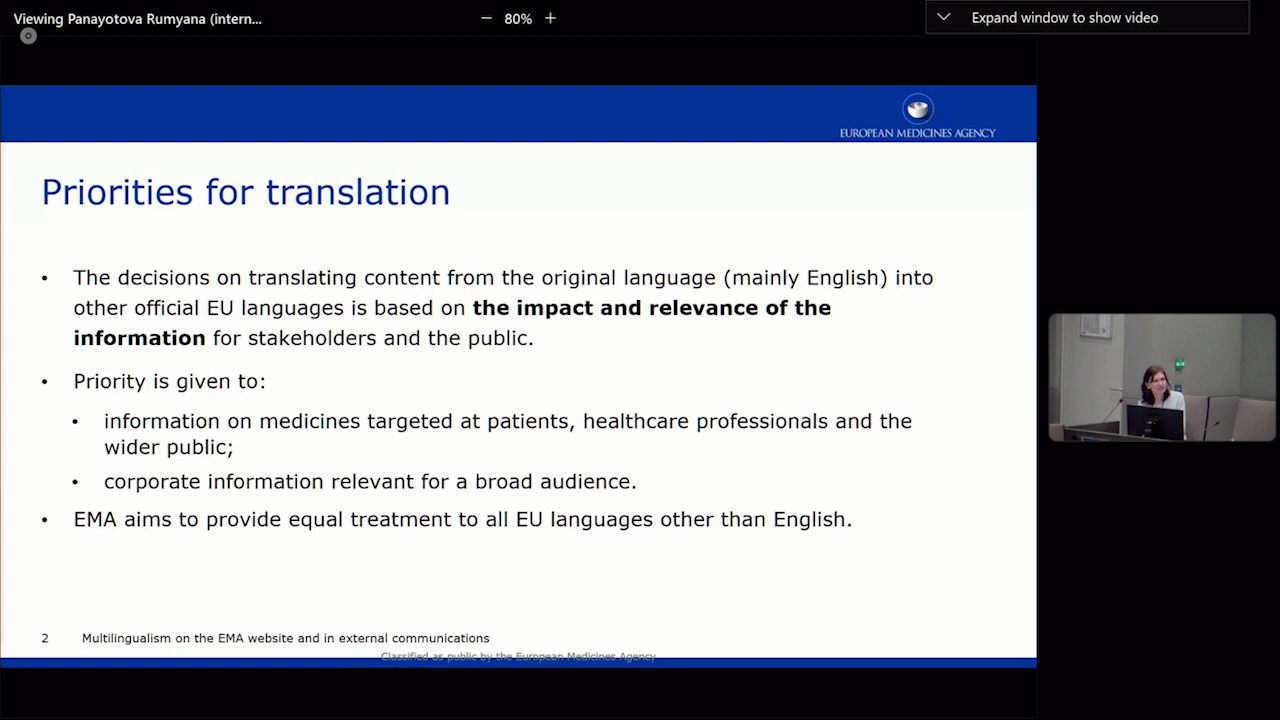 Viewing Panayotova Rumyana (intern...
80%
Expand window to show video
EUROPEAN MEDICINES AGENCY
Priorities for translation
• The decisions on translating content from the original language (mainly English) into
other official EU languages is based on the impact and relevance of the
information for stakeholders and the public.
• Priority is given to:
• information on medicines targeted at patients, healthcare professionals and the
wider public;
• corporate information relevant for a broad audience.
• EMA aims to provide equal treatment to all EU languages other than English.
2 Multilingualism on the EMA website and in external communications
Classified as public by the European Medicines Agency